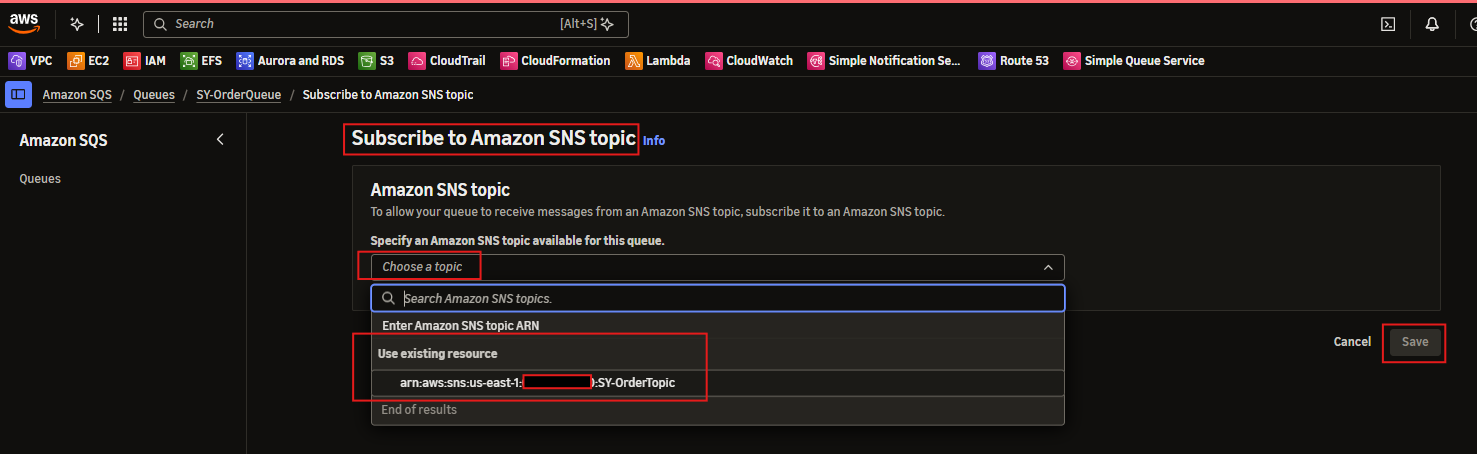 aws
Search [Alt+S]
VPC EC2 IAM EFS Aurora and RDS S3 CloudTrail CloudFormation Lambda CloudWatch Simple Notification Se... Route 53 Simple Queue Service
Amazon SQS / Queues / SY-OrderQueue / Subscribe to Amazon SNS topic
Amazon SQS
Queues
Subscribe to Amazon SNS topic Info
Amazon SNS topic
To allow your queue to receive messages from an Amazon SNS topic, subscribe it to an Amazon SNS topic.
Specify an Amazon SNS topic available for this queue.
Choose a topic
Search Amazon SNS topics.
Enter Amazon SNS topic ARN
Use existing resource
arn:aws:sns:us-east-1: :SY-OrderTopic
End of results
Cancel Save